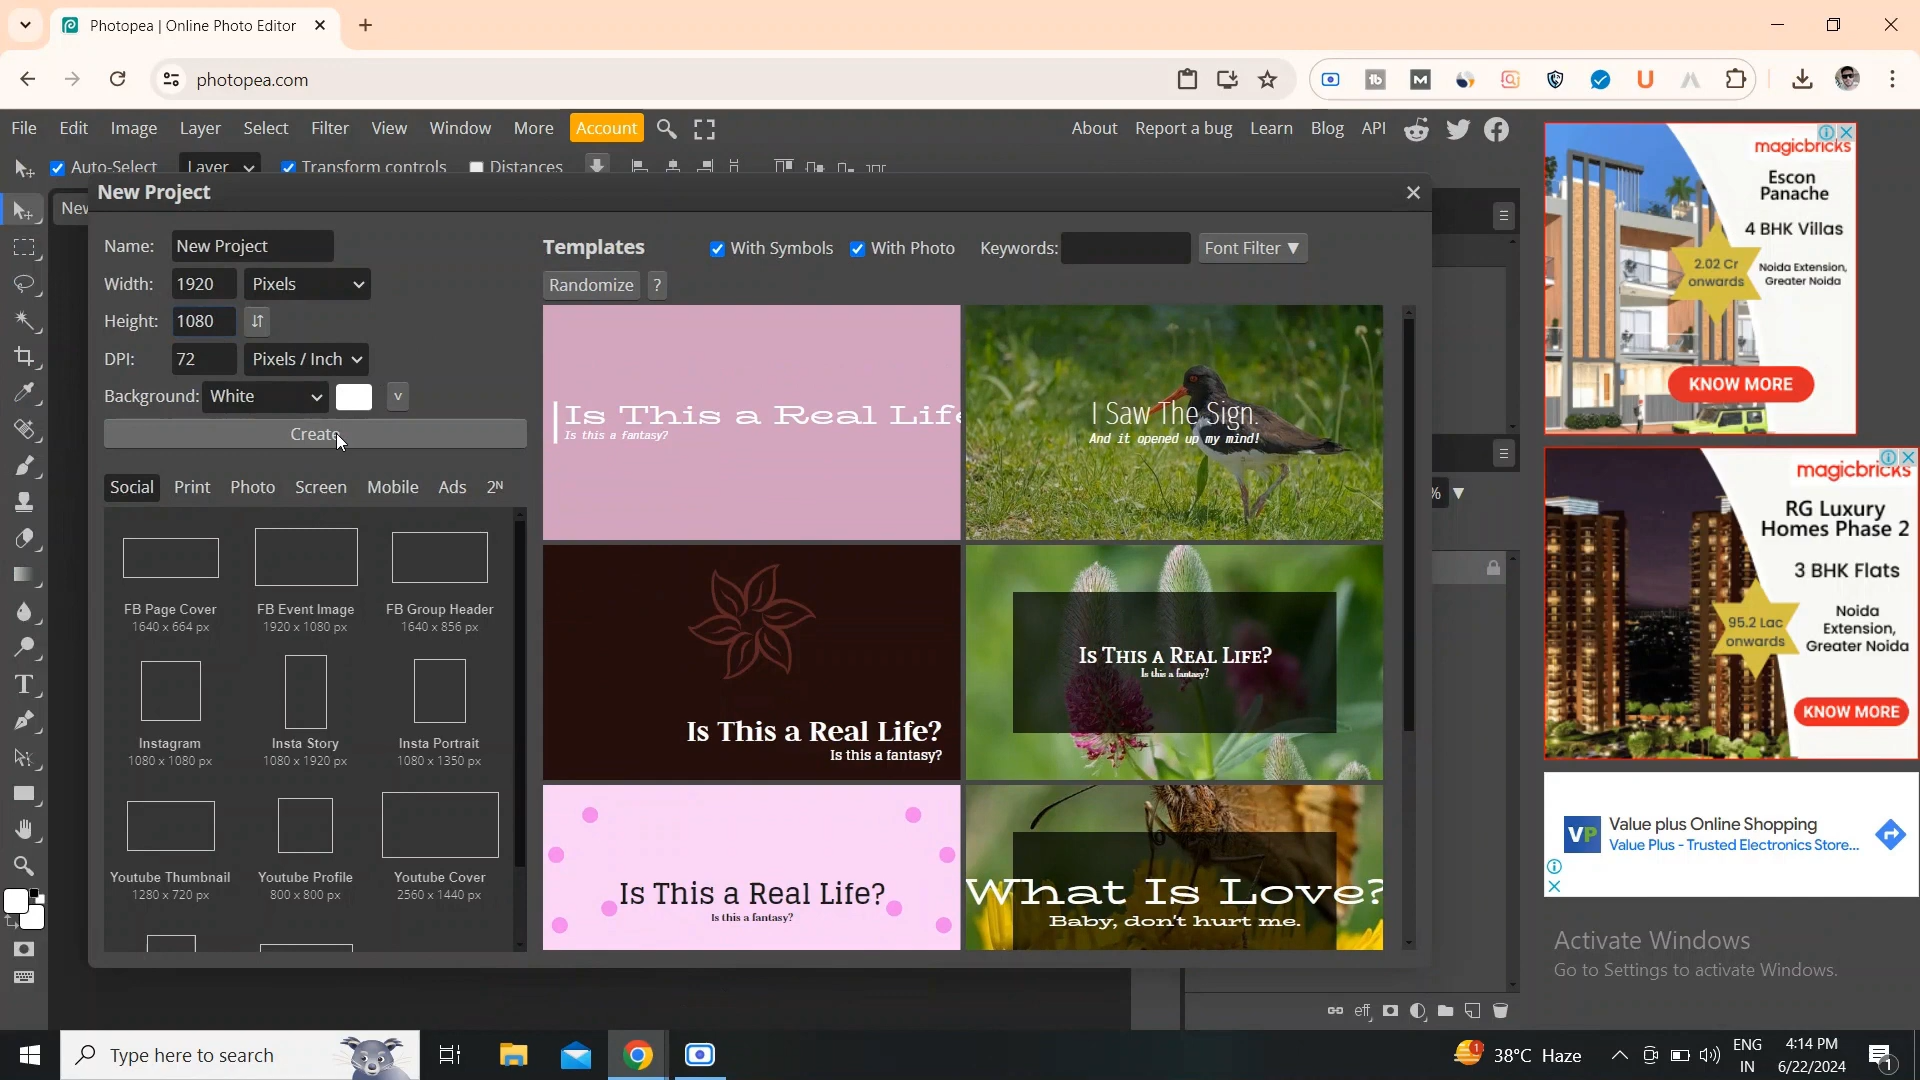 Photopea | Online Photo Editor
photopea.com
File Edit Image Layer Select Filter View Window More Account
About Report a bug Learn Blog API
Auto-Select Layer Transform controls Distances
New Project
Name: New Project
Width: 1920 Pixels
Height: 1080
DPI: 72 Pixels / Inch
Background: White
Create
Social Print Photo Screen Mobile Ads 2ᴺ
FB Page Cover
1640 x 664 px
FB Event Image
1920 x 1080 px
FB Group Header
1640 x 856 px
Instagram
1080 x 1080 px
Insta Story
1080 x 1920 px
Insta Portrait
1080 x 1350 px
Youtube Thumbnail
1280 x 720 px
Youtube Profile
800 x 800 px
Youtube Cover
2560 x 1440 px
Templates With Symbols With Photo Keywords: Font Filter ▼
Randomize ?
Is This a Real Life
Is this a fantasy?
I Saw The Sign.
And it opened up my mind!
Is This a Real Life?
Is this a fantasy?
Is This a Real Life?
Is this a fantasy?
Is This a Real Life?
Is this a fantasy?
What Is Love?
Baby, don't hurt me.
%
eff
magicbricks
Escon
Panache
4 BHK Villas
2.02 Cr
onwards
Noida Extension,
Greater Noida
KNOW MORE
magicbricks
RG Luxury
Homes Phase 2
3 BHK Flats
95.2 Lac
onwards
Noida
Extension,
Greater Noida
KNOW MORE
VP
Value plus Online Shopping
Value Plus - Trusted Electronics Store...
Activate Windows
Go to Settings to activate Windows.
Type here to search
38°C Haze
ENG
IN
4:14 PM
6/22/2024
1